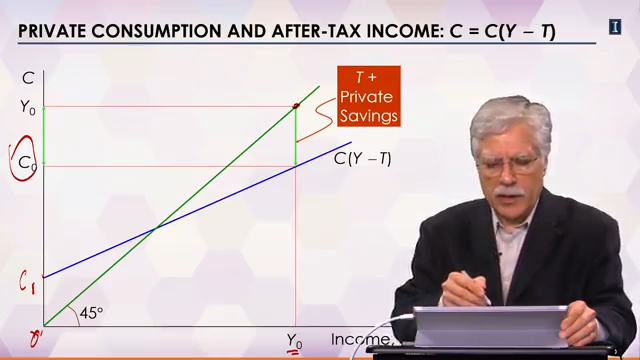 PRIVATE CONSUMPTION AND AFTER-TAX INCOME: C = C(Y – T)
I
C
Y₀
T +
Private
Savings
C₀
C(Y – T)
C₁
45°
0
Y₀
Income,